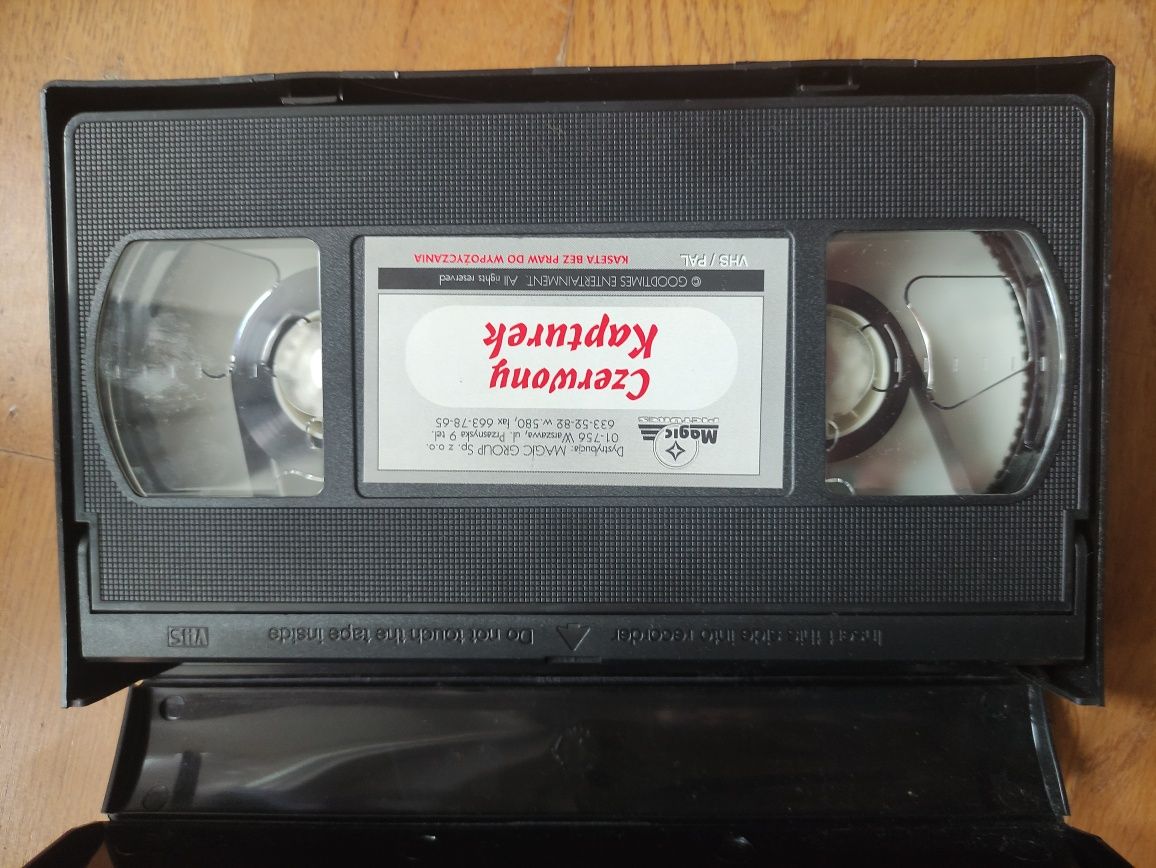 Insert this side into recorder
Do not touch the tape inside
VHS
Magic
Dystrybucja: MAGIC GROUP Sp. z o.o.
01-756 Warszawa, ul. Przasnyska 9 tel.
633-52-82 w.580, fax 663-78-65
Czerwony
Kapturek
© GOODTIMES ENTERTAINMENT. All rights reserved
VHS / PAL
KASETA BEZ PRAW DO WYPOŻYCZANIA